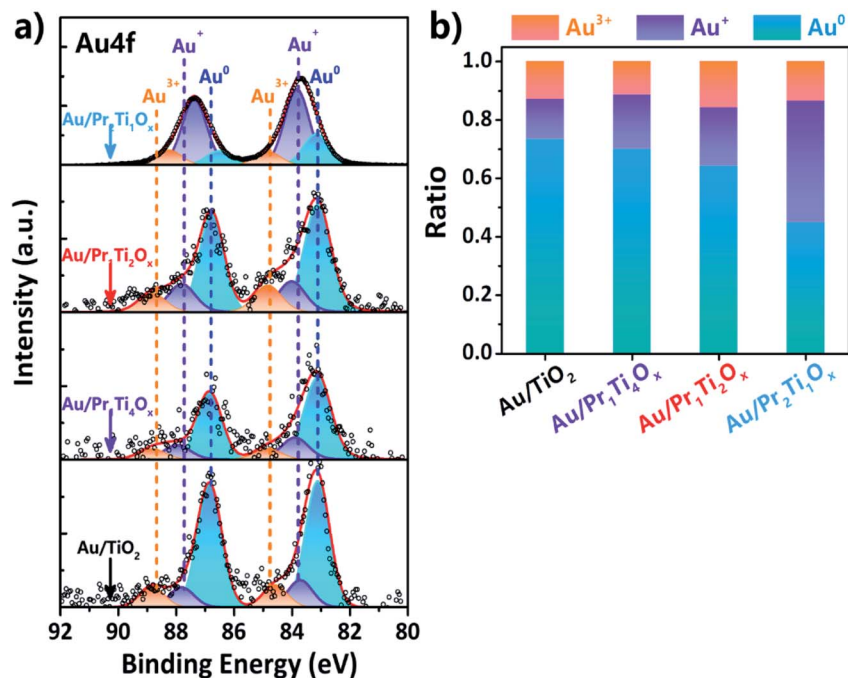 a)
Au4f
Au⁺
Au⁺
Au³⁺
Au⁰
Au³⁺
Au⁰
Au/Pr₂Ti₁Oₓ
Au/Pr₁Ti₂Oₓ
Au/Pr₁Ti₄Oₓ
Au/TiO₂
Intensity (a.u.)
92 90 88 86 84 82 80
Binding Energy (eV)
b)
Au³⁺ Au⁺ Au⁰
1.0
0.8
0.6
0.4
0.2
0.0
Ratio
Au/TiO₂
Au/Pr₁Ti₄Oₓ
Au/Pr₁Ti₂Oₓ
Au/Pr₂Ti₁Oₓ